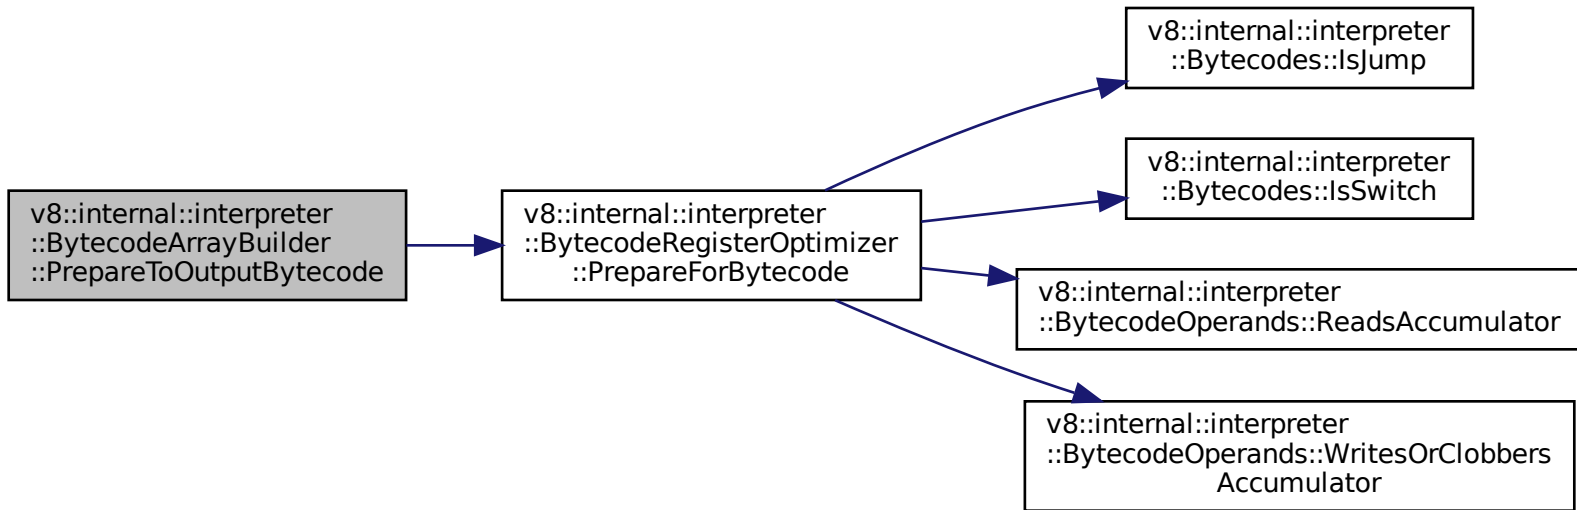 v8::internal::interpreter
::BytecodeArrayBuilder
::PrepareToOutputBytecode
v8::internal::interpreter
::BytecodeRegisterOptimizer
::PrepareForBytecode
v8::internal::interpreter
::Bytecodes::IsJump
v8::internal::interpreter
::Bytecodes::IsSwitch
v8::internal::interpreter
::BytecodeOperands::ReadsAccumulator
v8::internal::interpreter
::BytecodeOperands::WritesOrClobbers
Accumulator